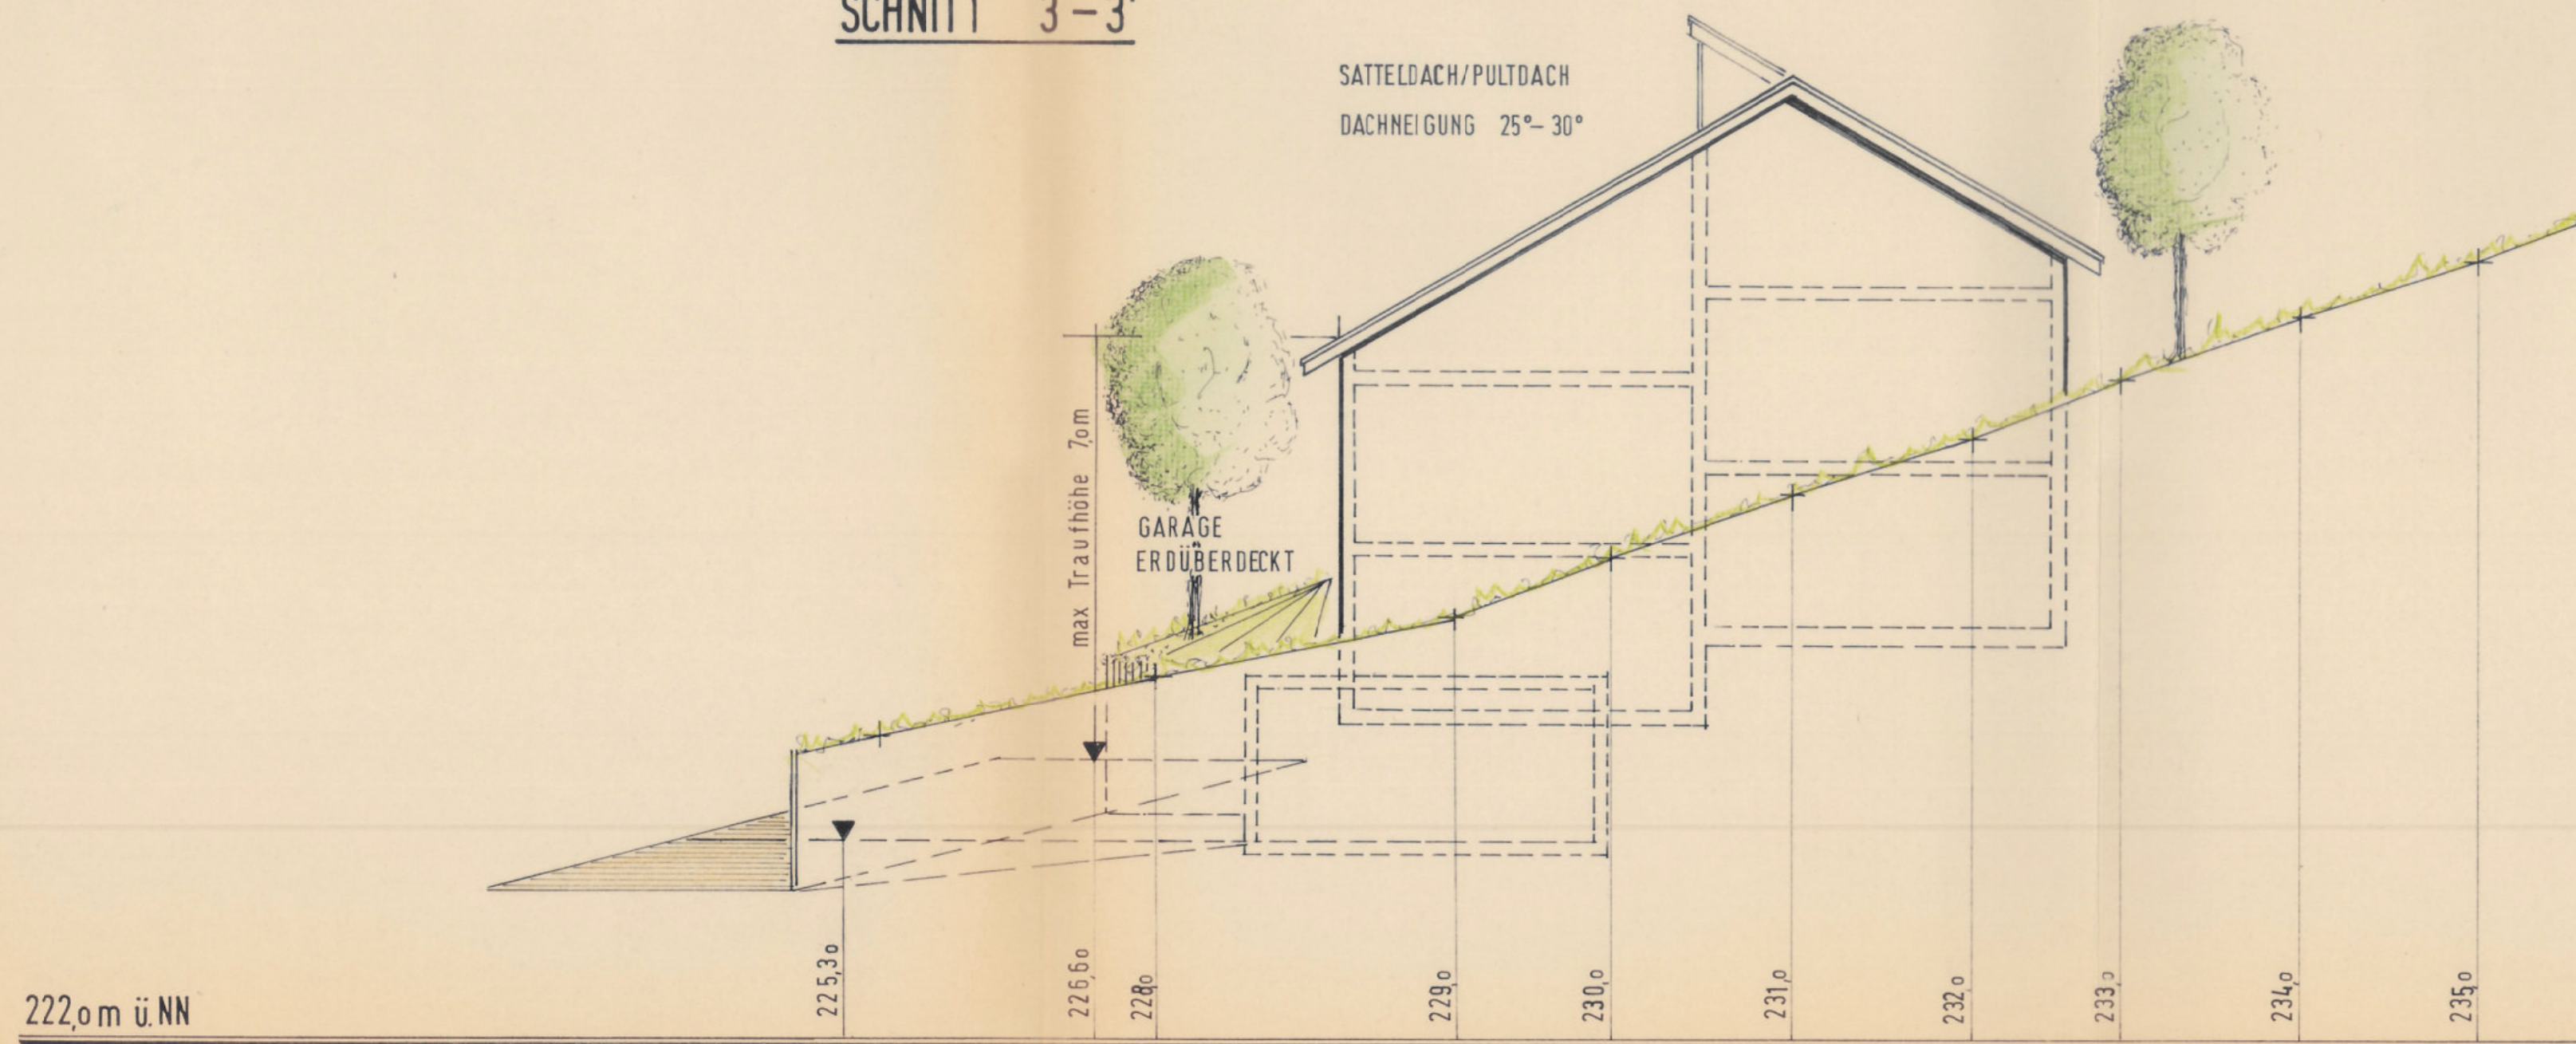 SCHNITT 3-3'
SATTELDACH/PULTDACH
DACHNEIGUNG 25°-30°
max Traufhöhe 7,0m
GARAGE
ERDÜBERDECKT
225,30
226,60
228,0
229,0
230,0
231,0
232,0
233,0
234,0
235,0
222,0m ü.NN